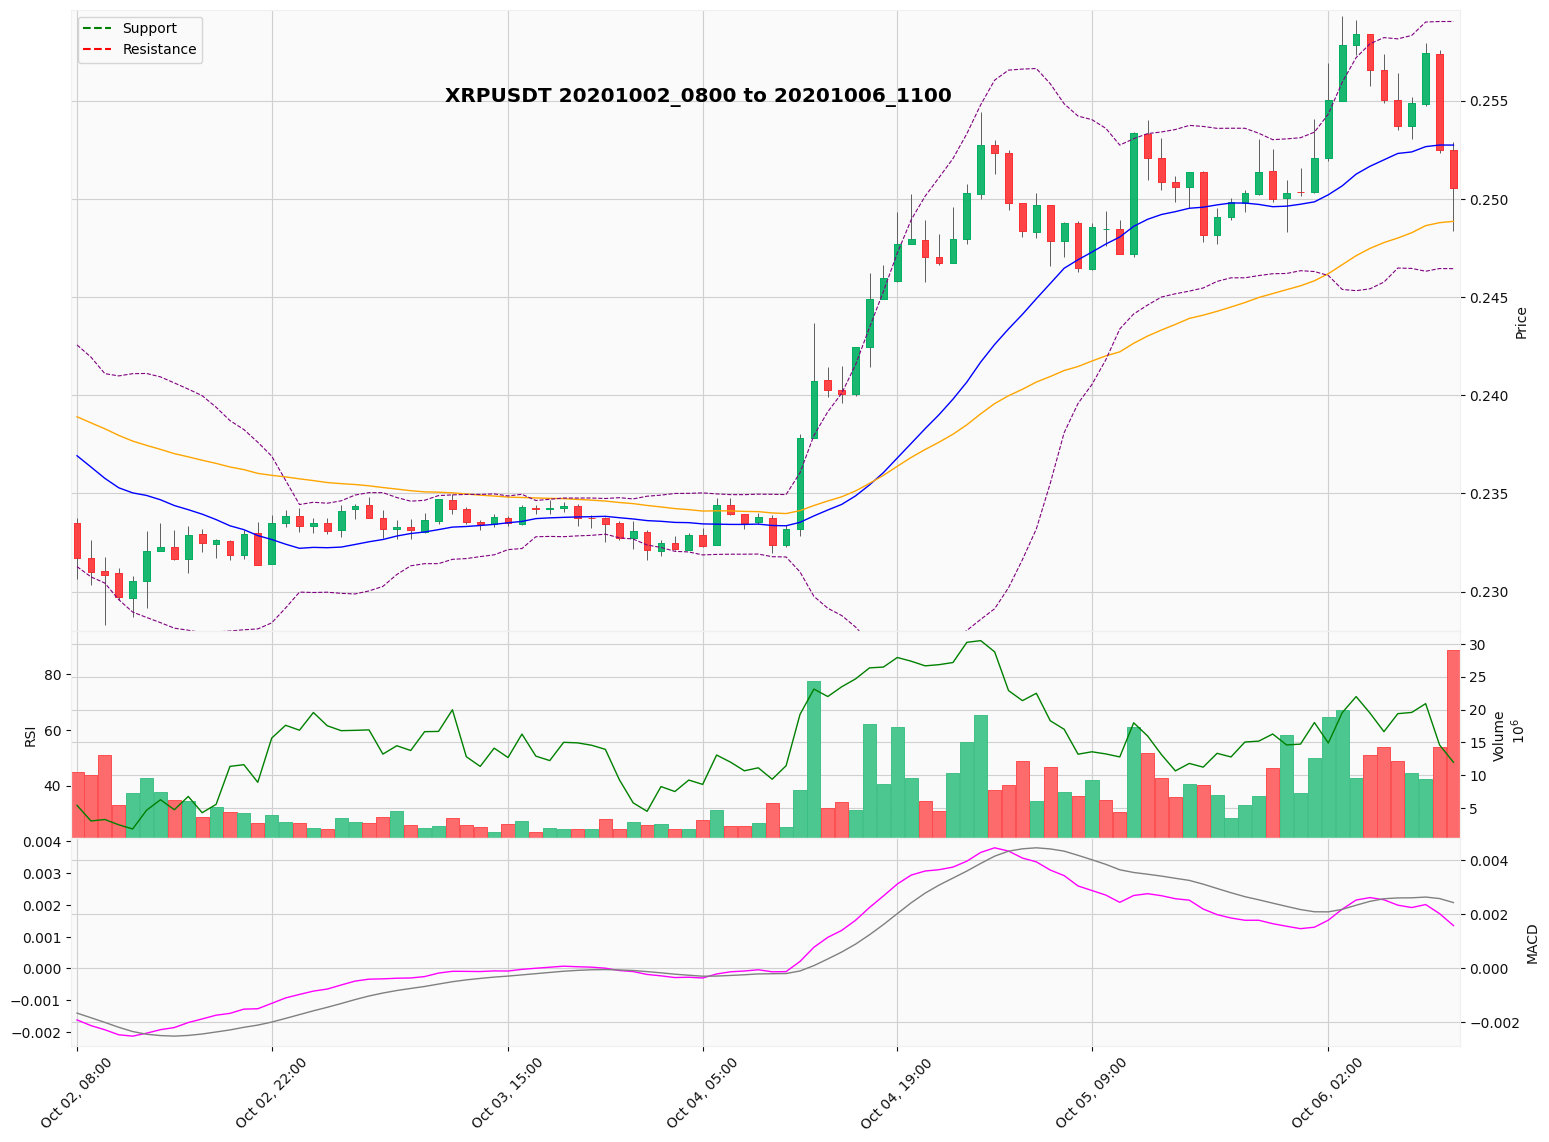 Support
Resistance
XRPUSDT 20201002_0800 to 20201006_1100
0.255
0.250
0.245
0.240
0.235
0.230
Price
80
60
40
RSI
30
25
20
15
10
5
Volume
10^6
0.004
0.003
0.002
0.001
0.000
−0.001
−0.002
0.004
0.002
0.000
−0.002
MACD
Oct 02, 08:00
Oct 02, 22:00
Oct 03, 15:00
Oct 04, 05:00
Oct 04, 19:00
Oct 05, 09:00
Oct 06, 02:00